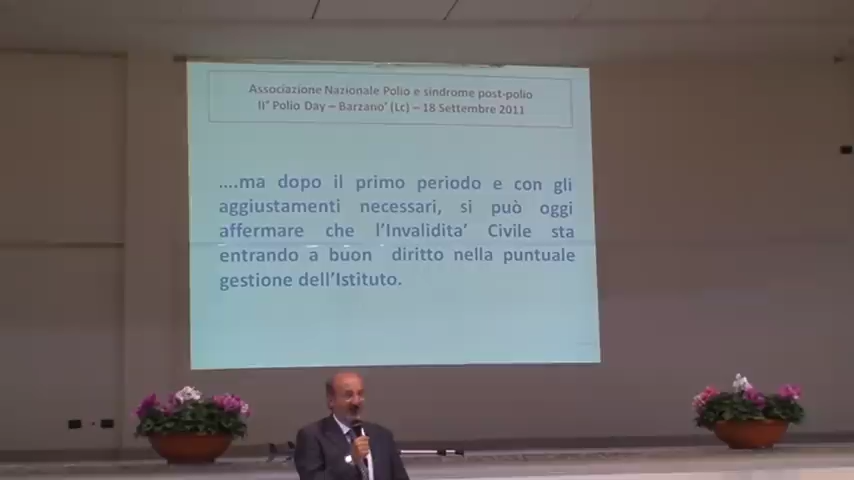 Associazione Nazionale Polio e sindrome post-polio
II° Polio Day – Barzano' (Lc) – 18 Settembre 2011
....ma dopo il primo periodo e con gli
aggiustamenti necessari, si può oggi
affermare che l'Invalidita' Civile sta
entrando a buon diritto nella puntuale
gestione dell'Istituto.